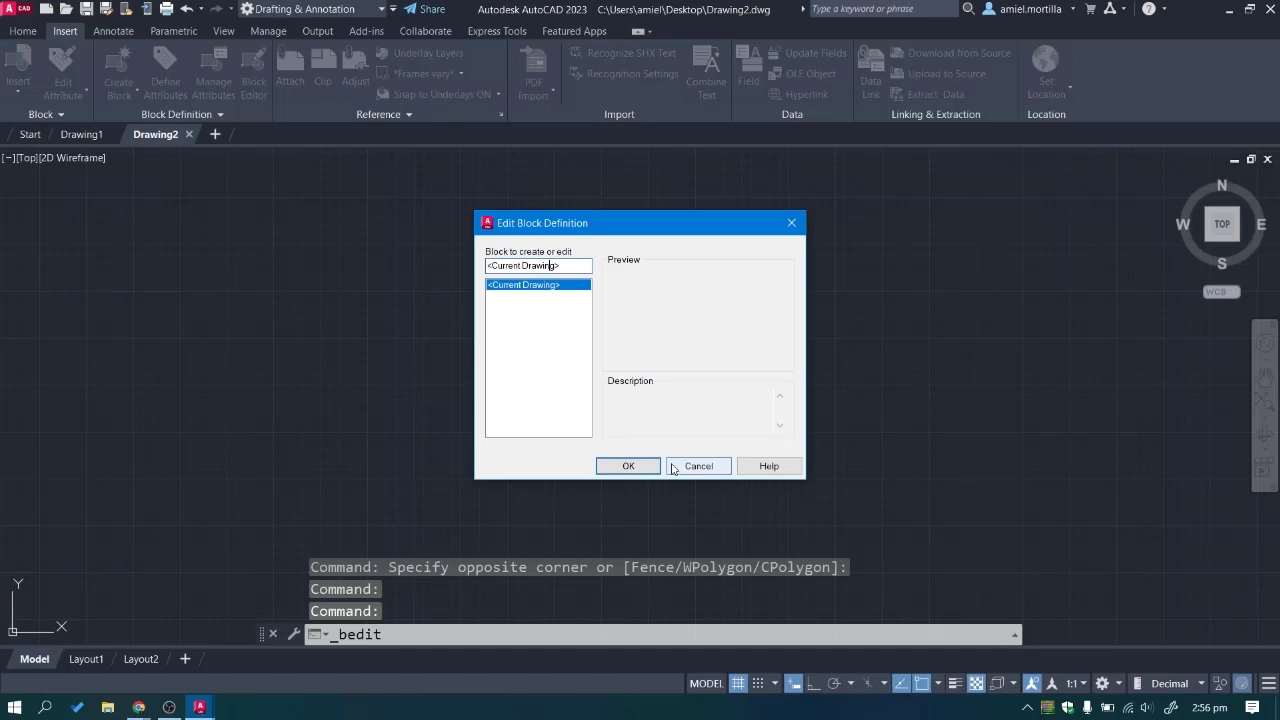 CAD
Drafting & Annotation
Share
Autodesk AutoCAD 2023
C:\users\amiel\Desktop\Drawing2.dwg
Type a keyword or phrase
amiel.mortilla
Home
Insert
Annotate
Parametric
View
Manage
Output
Add-ins
Collaborate
Express Tools
Featured Apps
Insert
Edit Attribute
Create Block
Define Attributes
Manage Attributes
Block Editor
Attach
Clip
Adjust
Underlay Layers
*Frames vary*
Snap to Underlays ON
PDF Import
Recognize SHX Text
Recognition Settings
Combine Text
Field
Update Fields
OLE Object
Hyperlink
Data Link
Download from Source
Upload to Source
Extract Data
Set Location
Block
Block Definition
Reference
Import
Data
Linking & Extraction
Location
Start
Drawing1
Drawing2
[−][Top][2D Wireframe]
N
W
TOP
E
S
WCS
Edit Block Definition
Block to create or edit
<Current Drawing>
<Current Drawing>
Preview
Description
OK
Cancel
Help
Command: Specify opposite corner or [Fence/WPolygon/CPolygon]:
Command:
Command:
_bedit
Y
X
Model
Layout1
Layout2
MODEL
1:1
Decimal
2:56 pm